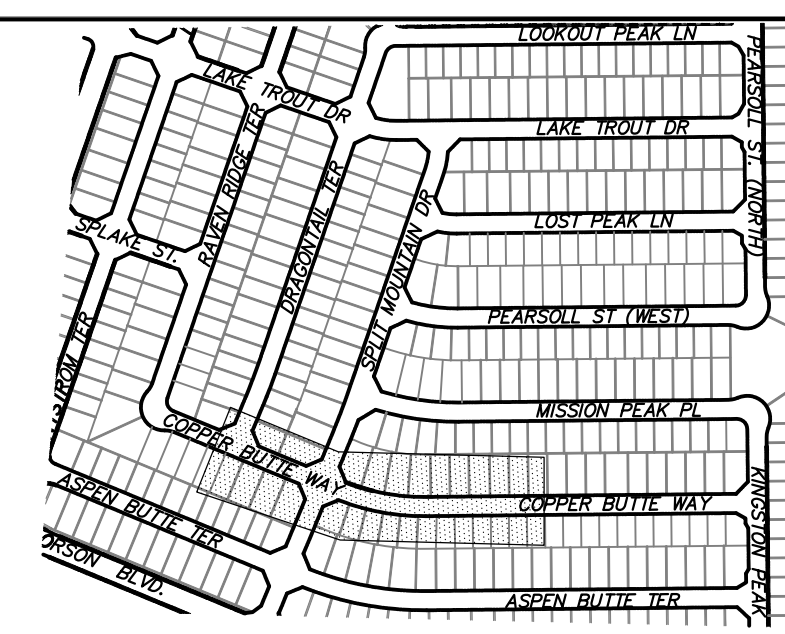 LOOKOUT PEAK LN
PEARSOLL ST. (NORTH)
LAKE TROUT DR
LAKE TROUT DR
RAVEN RIDGE TER
DRAGONTAIL TER
SPLIT MOUNTAIN DR
LOST PEAK LN
SPLAKE ST.
PEARSOLL ST (WEST)
STROM TER
MISSION PEAK PL
COPPER BUTTE WAY
COPPER BUTTE WAY
KINGSTON PEAK
ASPEN BUTTE TER
ORSON BLVD.
ASPEN BUTTE TER